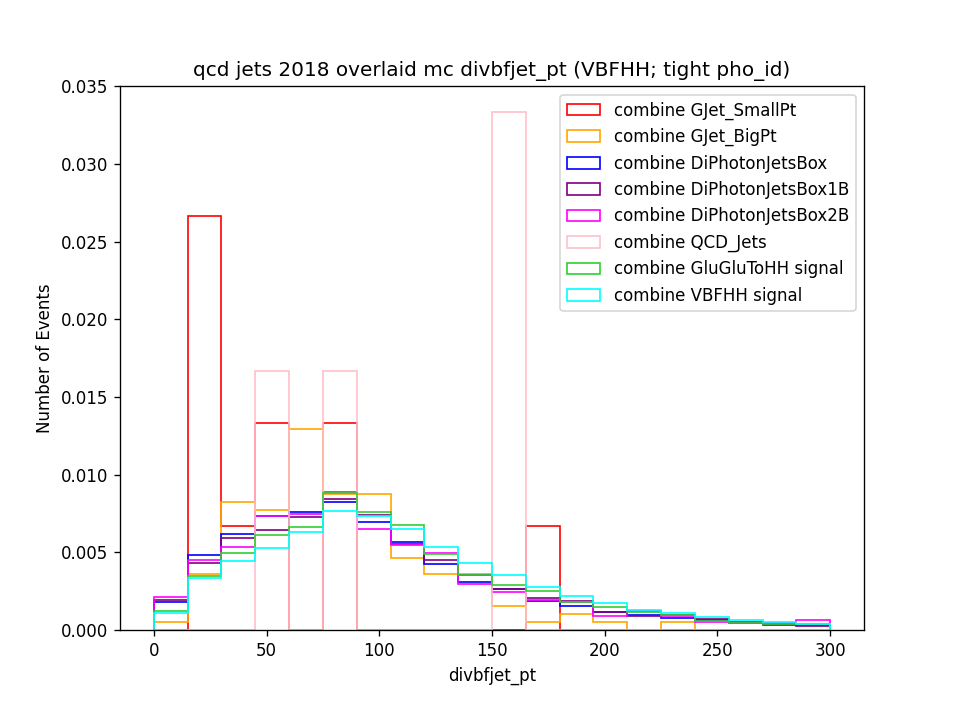 qcd jets 2018 overlaid mc divbfjet_pt (VBFHH; tight pho_id)
0.035
0.030
0.025
0.020
0.015
0.010
0.005
0.000
Number of Events
combine GJet_SmallPt
combine GJet_BigPt
combine DiPhotonJetsBox
combine DiPhotonJetsBox1B
combine DiPhotonJetsBox2B
combine QCD_Jets
combine GluGluToHH signal
combine VBFHH signal
0 50 100 150 200 250 300
divbfjet_pt